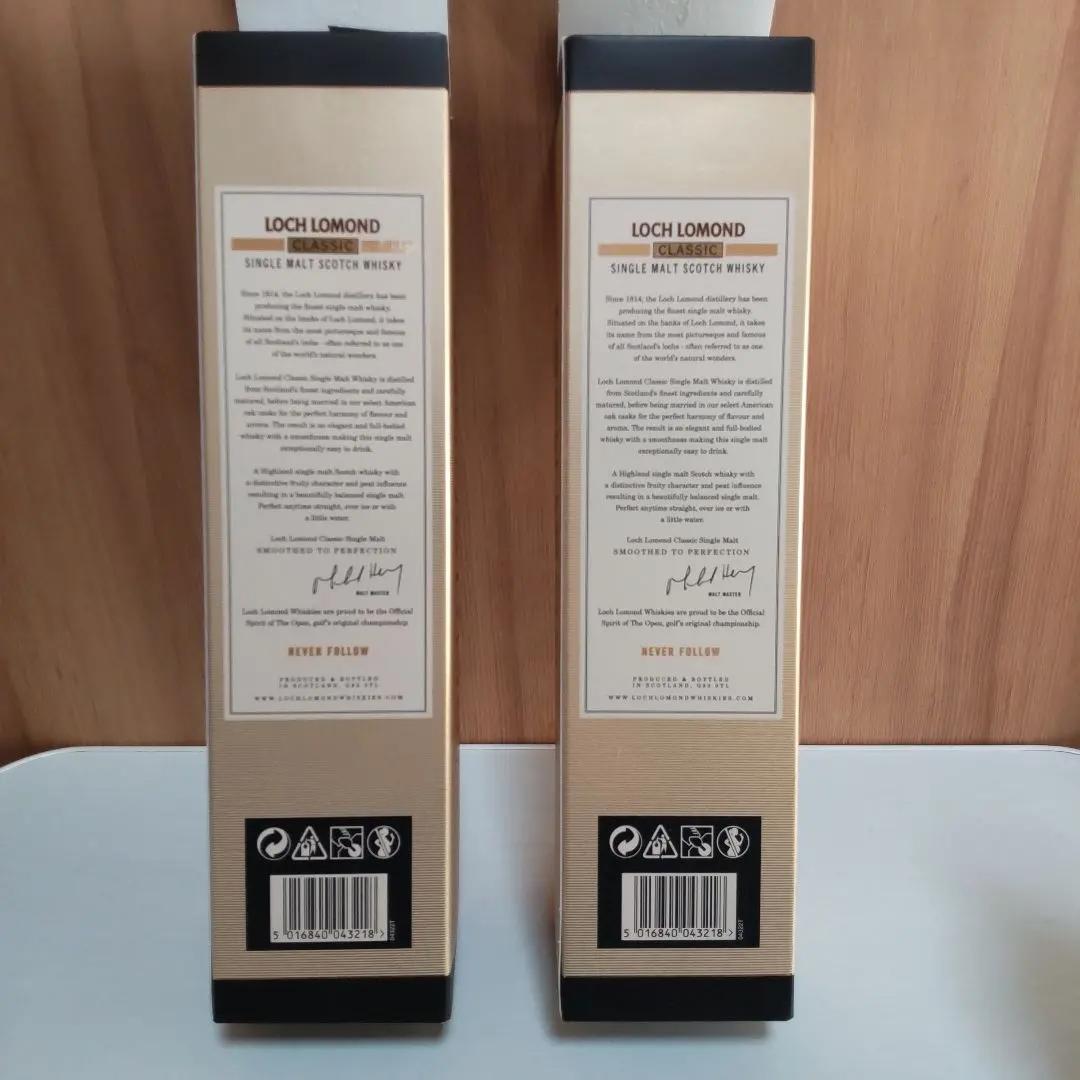 LOCH LOMOND
CLASSIC
SINGLE MALT SCOTCH WHISKY
Since 1814, the Loch Lomond distillery has been
producing the finest single malt whisky.
Situated on the banks of Loch Lomond, it takes
its name from the most picturesque and famous
of all Scotland's lochs - often referred to as one
of the world's natural wonders.
Loch Lomond Classic Single Malt Whisky is distilled
from Scotland's finest ingredients and carefully
matured, before being married in our select American
oak casks for the perfect harmony of flavour and
aroma. The result is an elegant and full-bodied
whisky with a smoothness making this single malt
exceptionally easy to drink.
A Highland single malt Scotch whisky with
a distinctive fruity character and peat influence
resulting in a beautifully balanced single malt.
Perfect anytime straight, over ice or with
a little water.
Loch Lomond Classic Single Malt
SMOOTHED TO PERFECTION
MALT MASTER
Loch Lomond Whiskies are proud to be the Official
Spirit of The Open, golf's original championship.
NEVER FOLLOW
PRODUCED & BOTTLED
IN SCOTLAND, G83 0TL
WWW.LOCHLOMONDWHISKIES.COM
5 016840 043218 >
04322T
LOCH LOMOND
CLASSIC
SINGLE MALT SCOTCH WHISKY
Since 1814, the Loch Lomond distillery has been
producing the finest single malt whisky.
Situated on the banks of Loch Lomond, it takes
its name from the most picturesque and famous
of all Scotland's lochs - often referred to as one
of the world's natural wonders.
Loch Lomond Classic Single Malt Whisky is distilled
from Scotland's finest ingredients and carefully
matured, before being married in our select American
oak casks for the perfect harmony of flavour and
aroma. The result is an elegant and full-bodied
whisky with a smoothness making this single malt
exceptionally easy to drink.
A Highland single malt Scotch whisky with
a distinctive fruity character and peat influence
resulting in a beautifully balanced single malt.
Perfect anytime straight, over ice or with
a little water.
Loch Lomond Classic Single Malt
SMOOTHED TO PERFECTION
MALT MASTER
Loch Lomond Whiskies are proud to be the Official
Spirit of The Open, golf's original championship.
NEVER FOLLOW
PRODUCED & BOTTLED
IN SCOTLAND, G83 0TL
WWW.LOCHLOMONDWHISKIES.COM
5 016840 043218 >
04322T